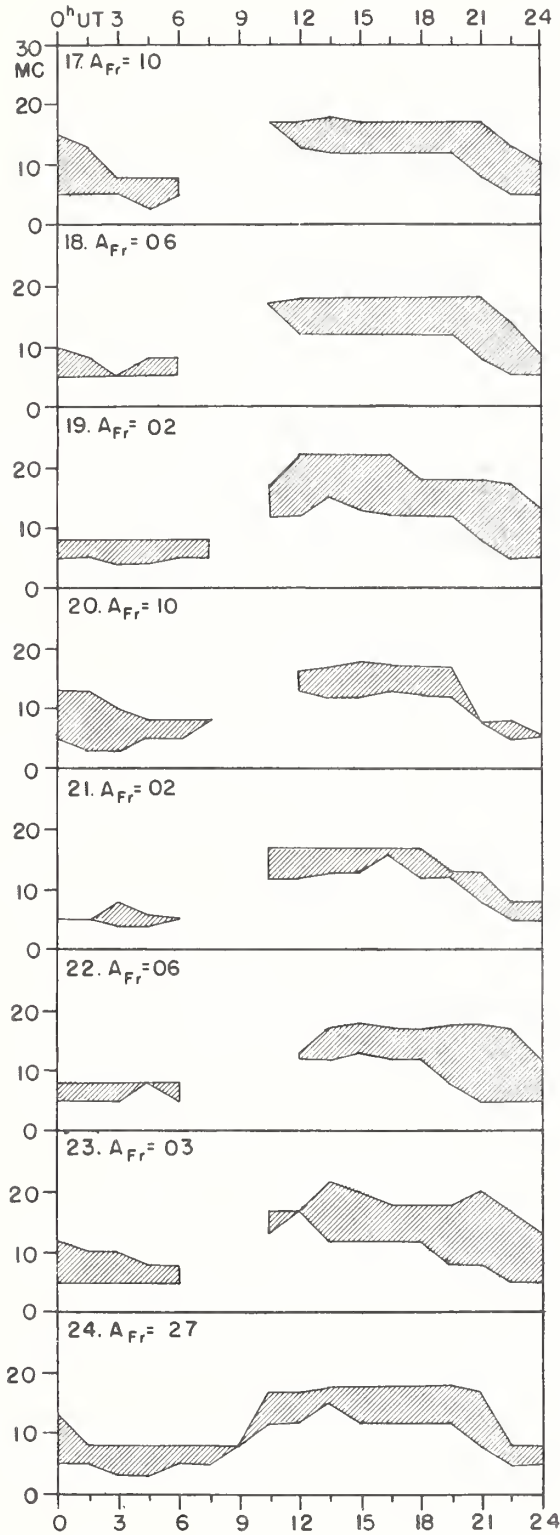 0ʰUT 3 6 9 12 15 18 21 24
30
MC
17. A_Fr = 10
20
10
0
18. A_Fr = 06
20
10
0
19. A_Fr = 02
20
10
0
20. A_Fr = 10
20
10
0
21. A_Fr = 02
20
10
0
22. A_Fr = 06
20
10
0
23. A_Fr = 03
20
10
0
24. A_Fr = 27
20
10
0
0 3 6 9 12 15 18 21 24